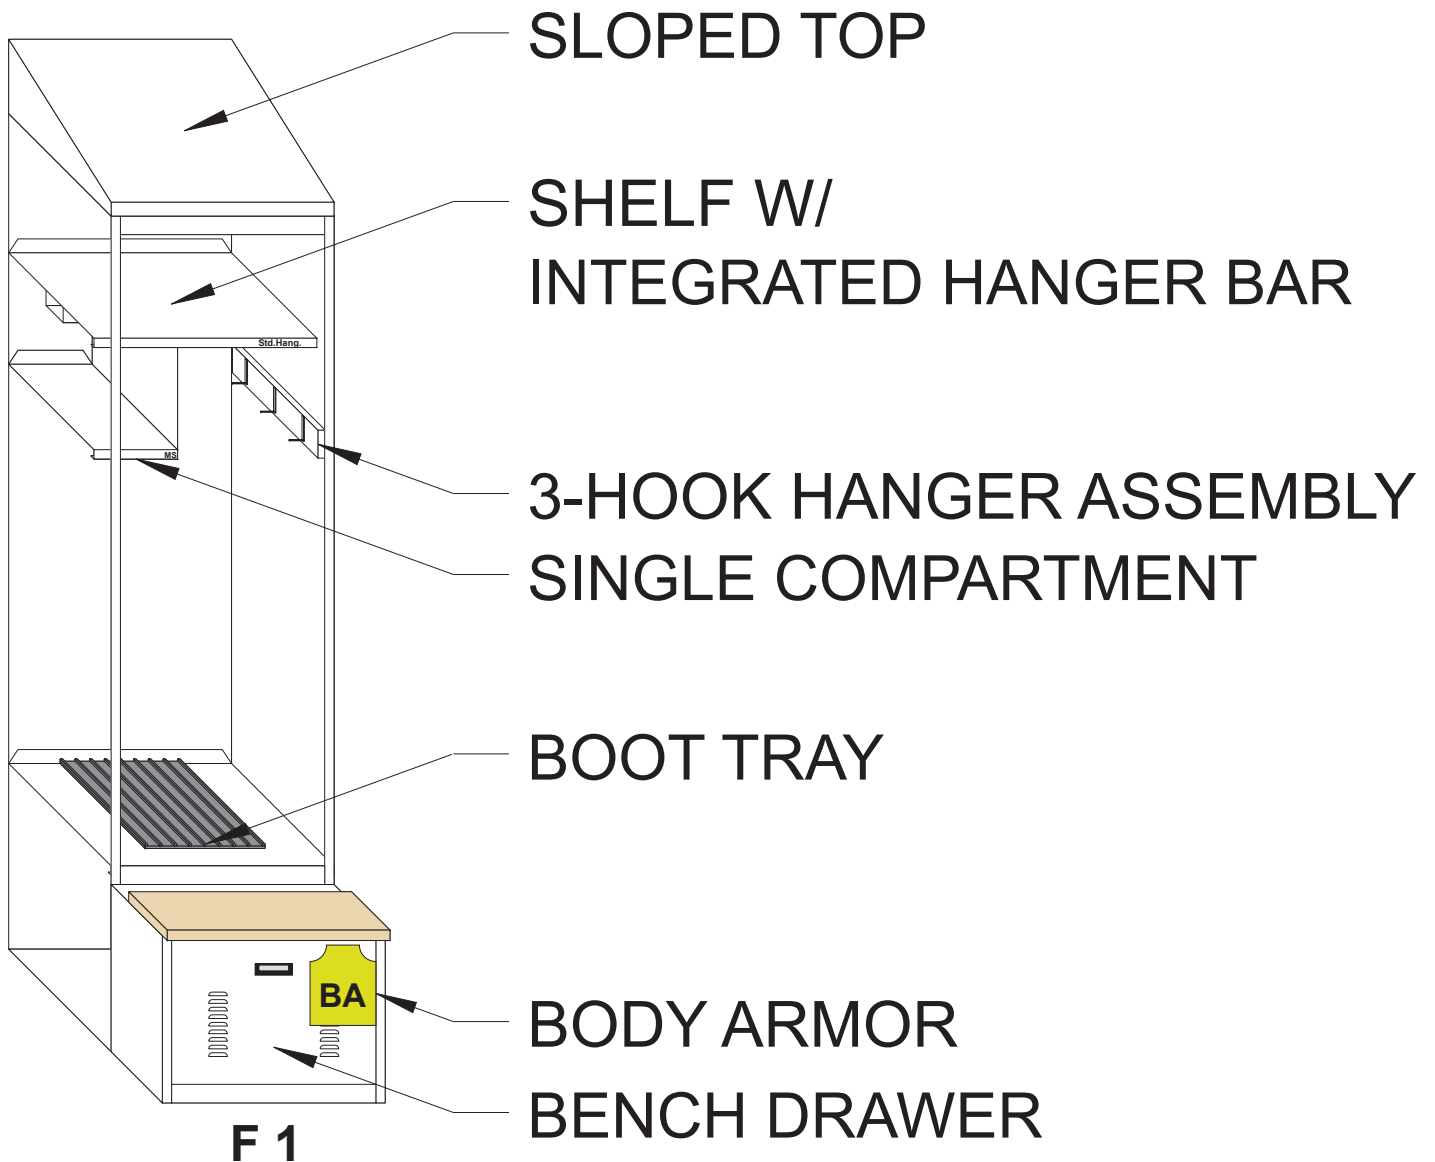 SLOPED TOP
SHELF W/
INTEGRATED HANGER BAR
Std.Hang.
MS
3-HOOK HANGER ASSEMBLY
SINGLE COMPARTMENT
BOOT TRAY
BA
BODY ARMOR
BENCH DRAWER
F 1